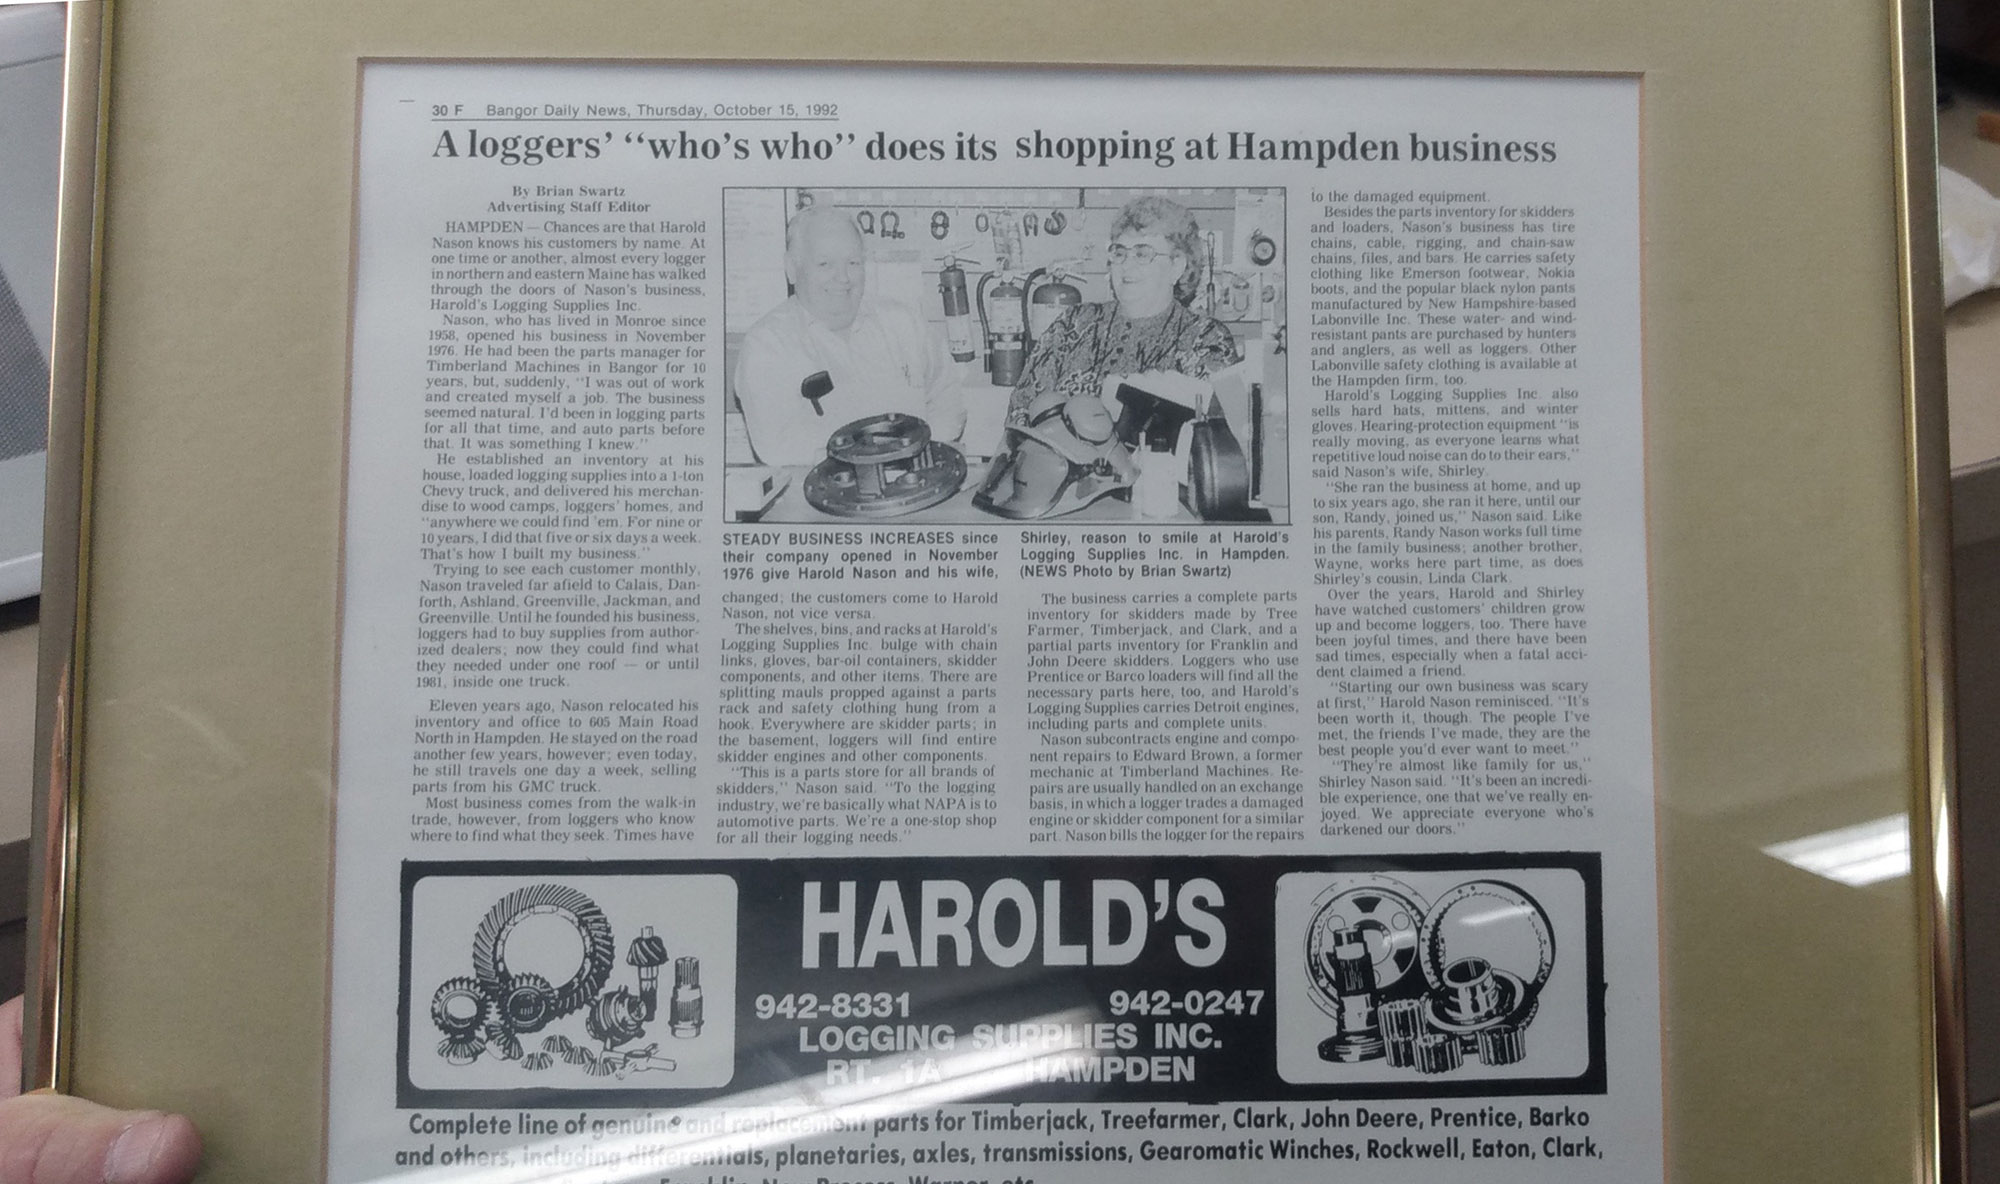 30 F Bangor Daily News, Thursday, October 15, 1992
A loggers’ “who’s who” does its shopping at Hampden business
By Brian Swartz
Advertising Staff Editor
HAMPDEN — Chances are that Harold
Nason knows his customers by name. At
one time or another, almost every logger
in northern and eastern Maine has walked
through the doors of Nason's business,
Harold's Logging Supplies Inc.
Nason, who has lived in Monroe since
1958, opened his business in November
1976. He had been the parts manager for
Timberland Machines in Bangor for 10
years, but, suddenly, “I was out of work
and created myself a job. The business
seemed natural. I'd been in logging parts
for all that time, and auto parts before
that. It was something I knew.”
He established an inventory at his
house, loaded logging supplies into a 1-ton
Chevy truck, and delivered his merchan-
dise to wood camps, loggers' homes, and
“anywhere we could find 'em. For nine or
10 years, I did that five or six days a week.
That's how I built my business.”
Trying to see each customer monthly,
Nason traveled far afield to Calais, Dan-
forth, Ashland, Greenville, Jackman, and
Greenville. Until he founded his business,
loggers had to buy supplies from author-
ized dealers; now they could find what
they needed under one roof — or until
1981, inside one truck.
Eleven years ago, Nason relocated his
inventory and office to 605 Main Road
North in Hampden. He stayed on the road
another few years, however; even today,
he still travels one day a week, selling
parts from his GMC truck.
Most business comes from the walk-in
trade, however, from loggers who know
where to find what they seek. Times have
STEADY BUSINESS INCREASES since
their company opened in November
1976 give Harold Nason and his wife,
Shirley, reason to smile at Harold's
Logging Supplies Inc. in Hampden.
(NEWS Photo by Brian Swartz)
changed; the customers come to Harold
Nason, not vice versa.
The shelves, bins, and racks at Harold's
Logging Supplies Inc. bulge with chain
links, gloves, bar-oil containers, skidder
components, and other items. There are
splitting mauls propped against a parts
rack and safety clothing hung from a
hook. Everywhere are skidder parts; in
the basement, loggers will find entire
skidder engines and other components.
“This is a parts store for all brands of
skidders,” Nason said. “To the logging
industry, we're basically what NAPA is to
automotive parts. We're a one-stop shop
for all their logging needs.”
The business carries a complete parts
inventory for skidders made by Tree
Farmer, Timberjack, and Clark, and a
partial parts inventory for Franklin and
John Deere skidders. Loggers who use
Prentice or Barco loaders will find all the
necessary parts here, too, and Harold's
Logging Supplies carries Detroit engines,
including parts and complete units.
Nason subcontracts engine and compo-
nent repairs to Edward Brown, a former
mechanic at Timberland Machines. Re-
pairs are usually handled on an exchange
basis, in which a logger trades a damaged
engine or skidder component for a similar
part. Nason bills the logger for the repairs
to the damaged equipment.
Besides the parts inventory for skidders
and loaders, Nason's business has tire
chains, cable, rigging, and chain-saw
chains, files, and bars. He carries safety
clothing like Emerson footwear, Nokia
boots, and the popular black nylon pants
manufactured by New Hampshire-based
Labonville Inc. These water- and wind-
resistant pants are purchased by hunters
and anglers, as well as loggers. Other
Labonville safety clothing is available at
the Hampden firm, too.
Harold's Logging Supplies Inc. also
sells hard hats, mittens, and winter
gloves. Hearing-protection equipment “is
really moving, as everyone learns what
repetitive loud noise can do to their ears,”
said Nason's wife, Shirley.
“She ran the business at home, and up
to six years ago, she ran it here, until our
son, Randy, joined us,” Nason said. Like
his parents, Randy Nason works full time
in the family business; another brother,
Wayne, works here part time, as does
Shirley's cousin, Linda Clark.
Over the years, Harold and Shirley
have watched customers' children grow
up and become loggers, too. There have
been joyful times, and there have been
sad times, especially when a fatal acci-
dent claimed a friend.
“Starting our own business was scary
at first,” Harold Nason reminisced. “It's
been worth it, though. The people I've
met, the friends I've made, they are the
best people you'd ever want to meet.”
“They're almost like family for us,”
Shirley Nason said. “It's been an incredi-
ble experience, one that we've really en-
joyed. We appreciate everyone who's
darkened our doors.”
HAROLD'S
942-8331 942-0247
LOGGING SUPPLIES INC.
RT. 1A HAMPDEN
Complete line of genuine and replacement parts for Timberjack, Treefarmer, Clark, John Deere, Prentice, Barko
and others, including differentials, planetaries, axles, transmissions, Gearomatic Winches, Rockwell, Eaton, Clark,
Franklin, New Process, Warner, etc.